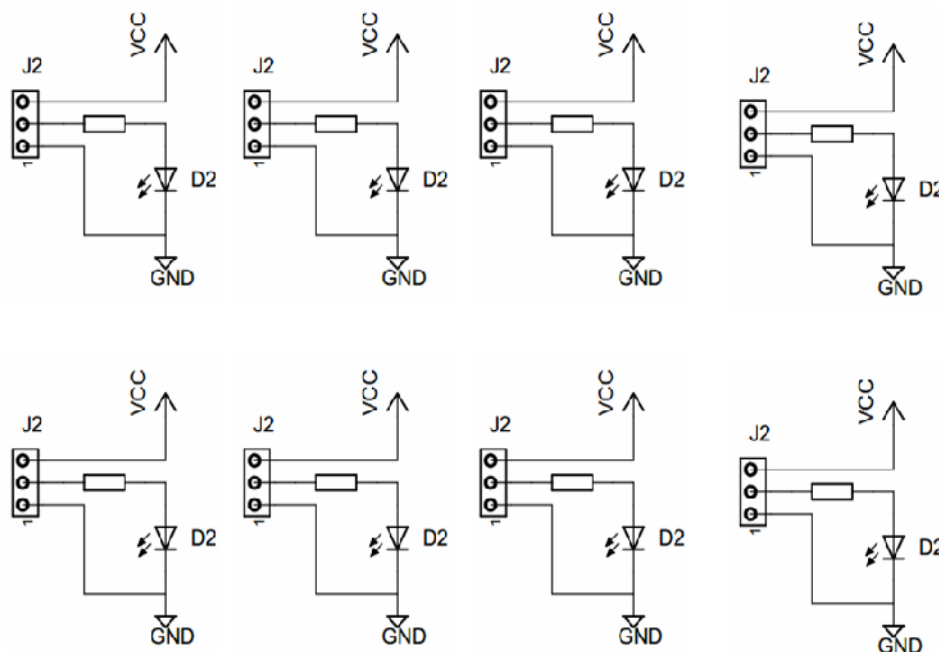 VCC VCC VCC VCC
J2 J2 J2 J2
1 D2 1 D2 1 D2 1 D2
GND GND GND GND
VCC VCC VCC VCC
J2 J2 J2 J2
1 D2 1 D2 1 D2 1 D2
GND GND GND GND